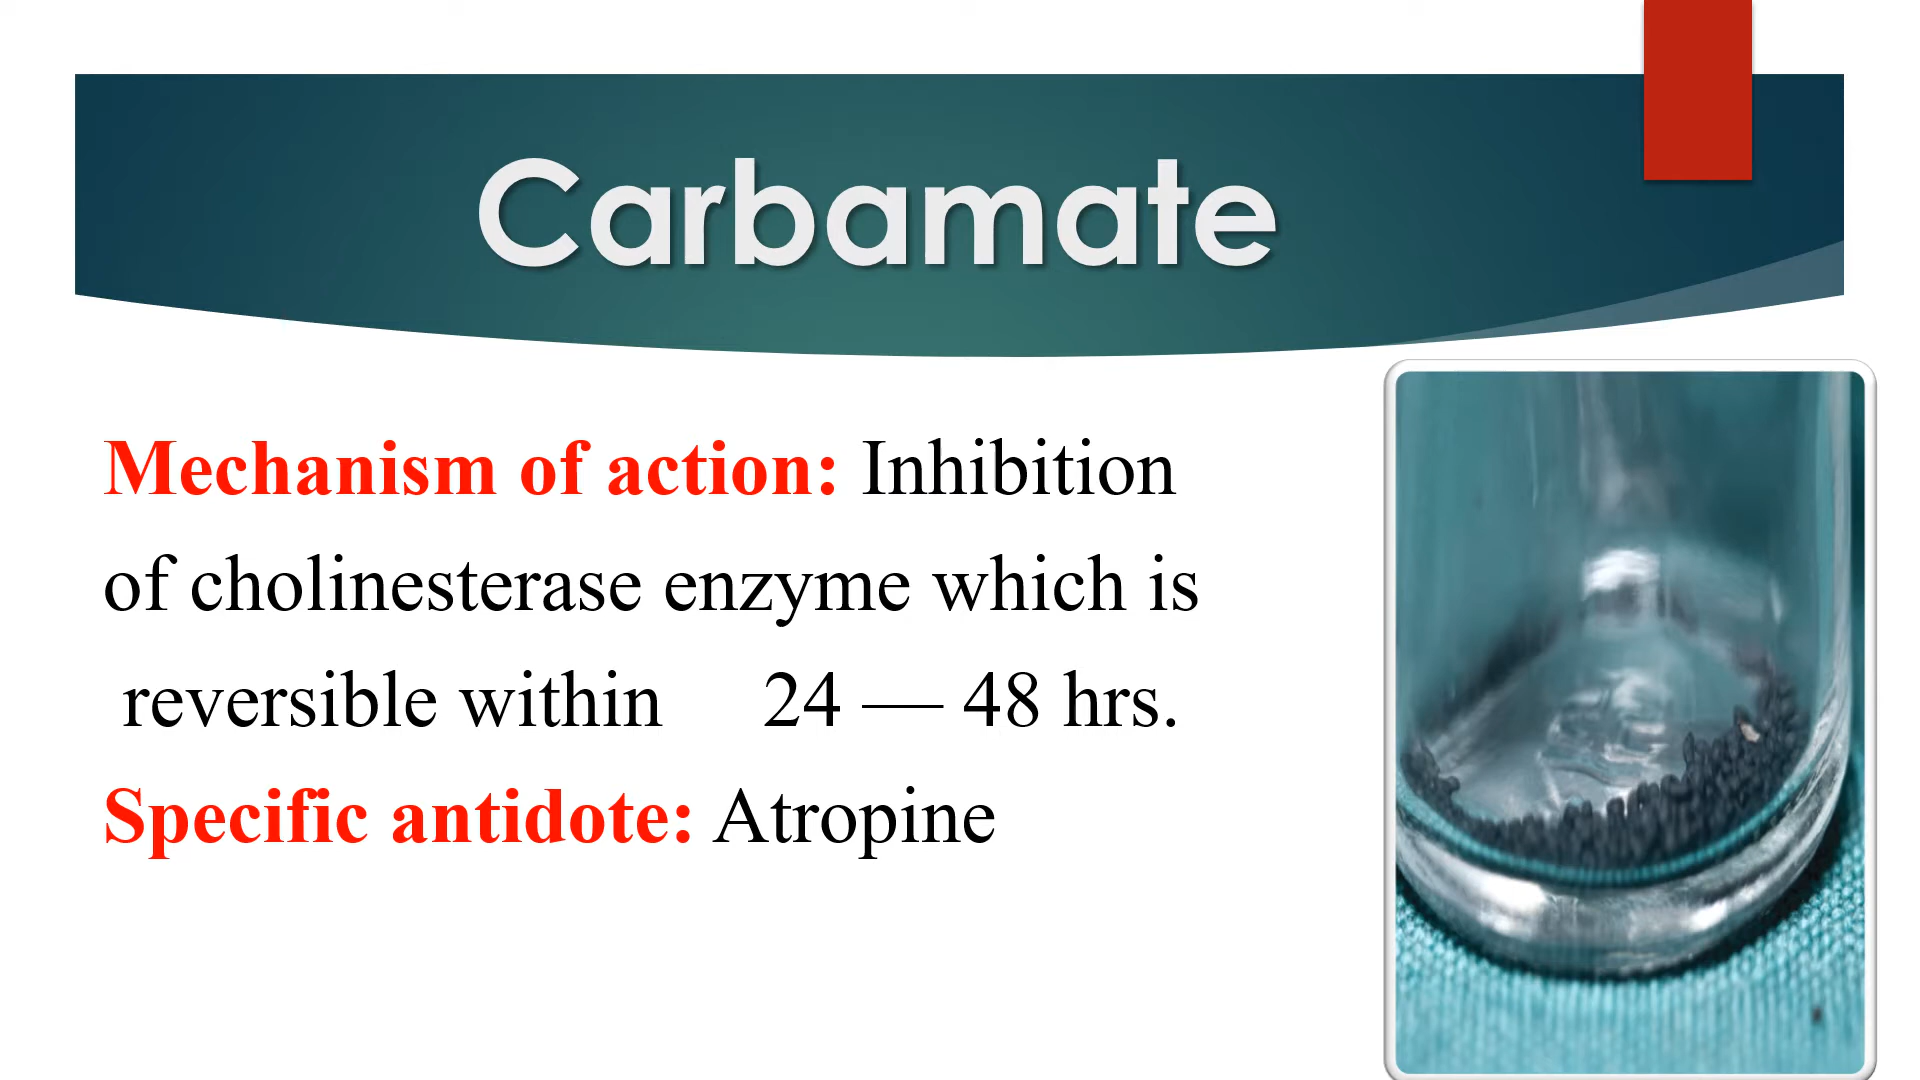 Carbamate
Mechanism of action: Inhibition
of cholinesterase enzyme which is
reversible within 24 — 48 hrs.
Specific antidote: Atropine